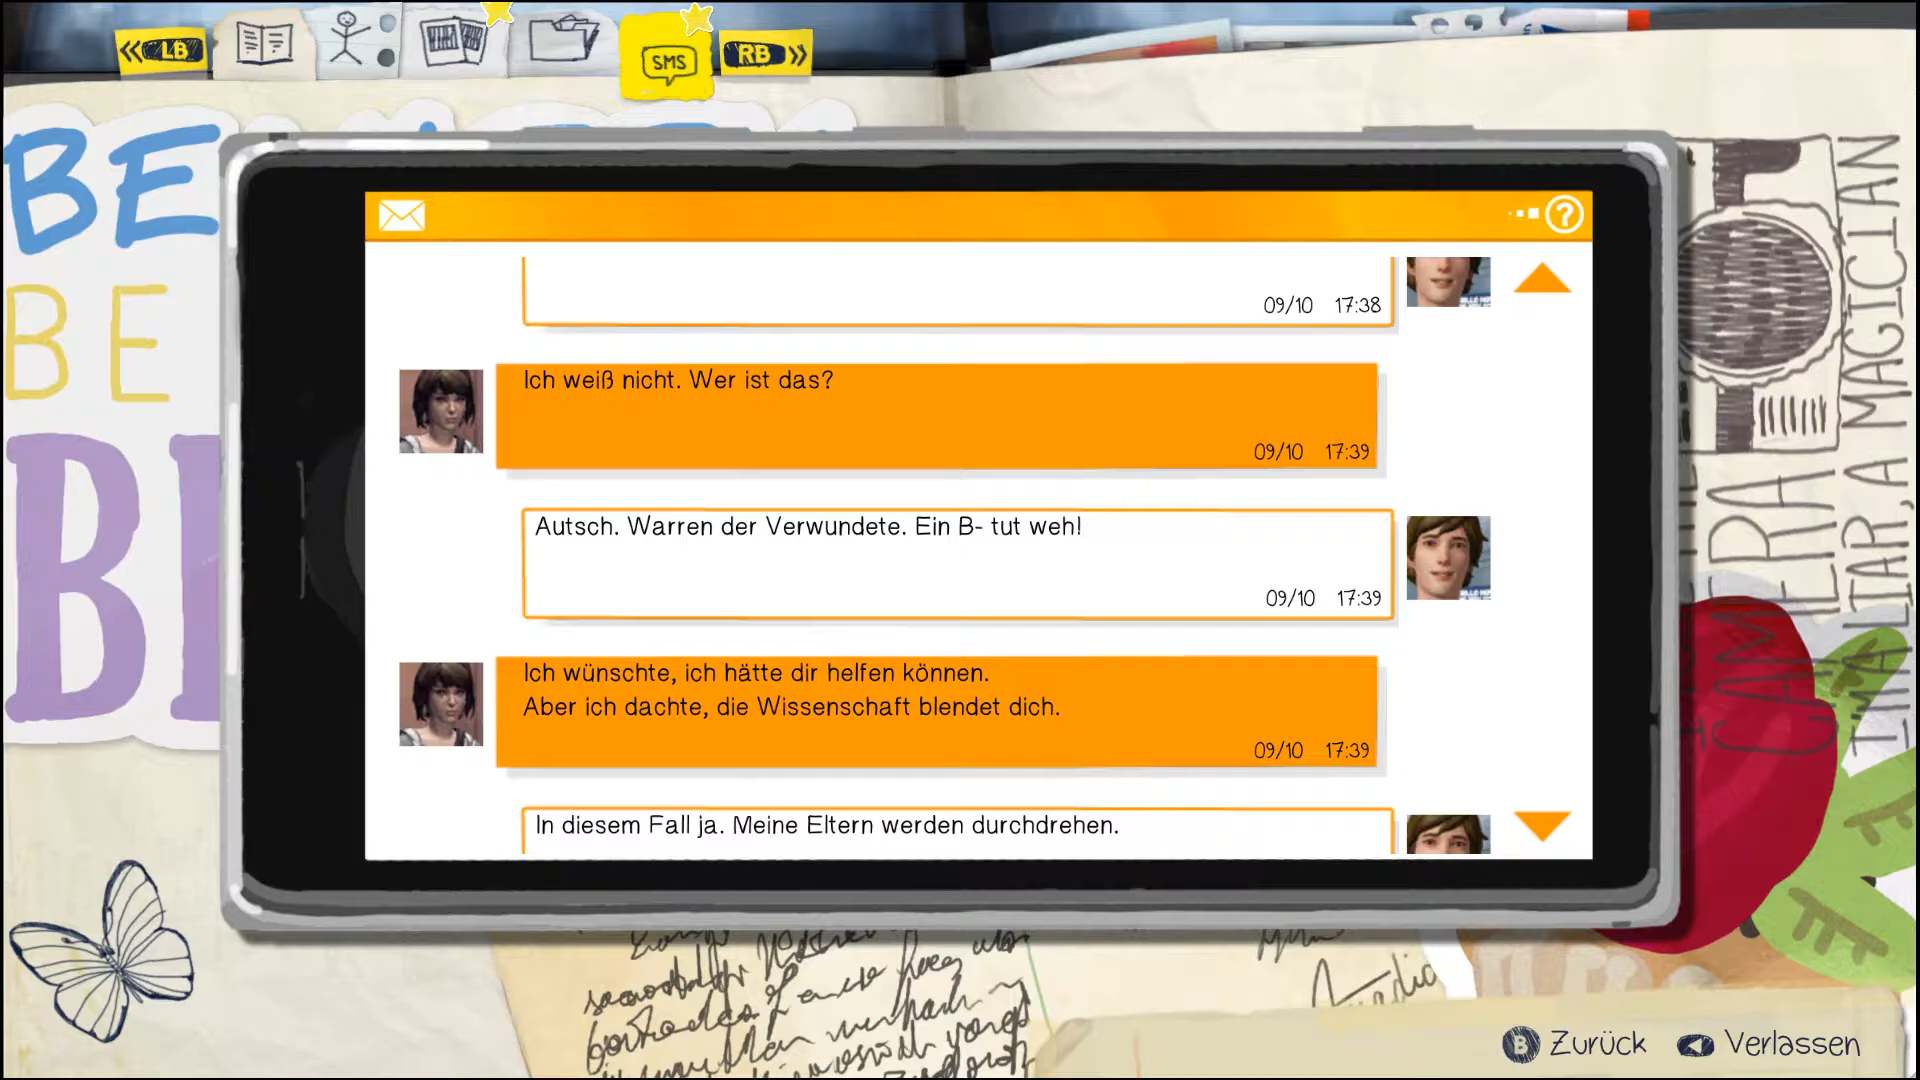 LB
SMS
RB
BE
BE
09/10 17:38
Ich weiß nicht. Wer ist das?
09/10 17:39
Autsch. Warren der Verwundete. Ein B- tut weh!
09/10 17:39
Ich wünschte, ich hätte dir helfen können.
Aber ich dachte, die Wissenschaft blendet dich.
09/10 17:39
In diesem Fall ja. Meine Eltern werden durchdrehen.
CAMERA
A MAGICIAN
B Zurück
Verlassen